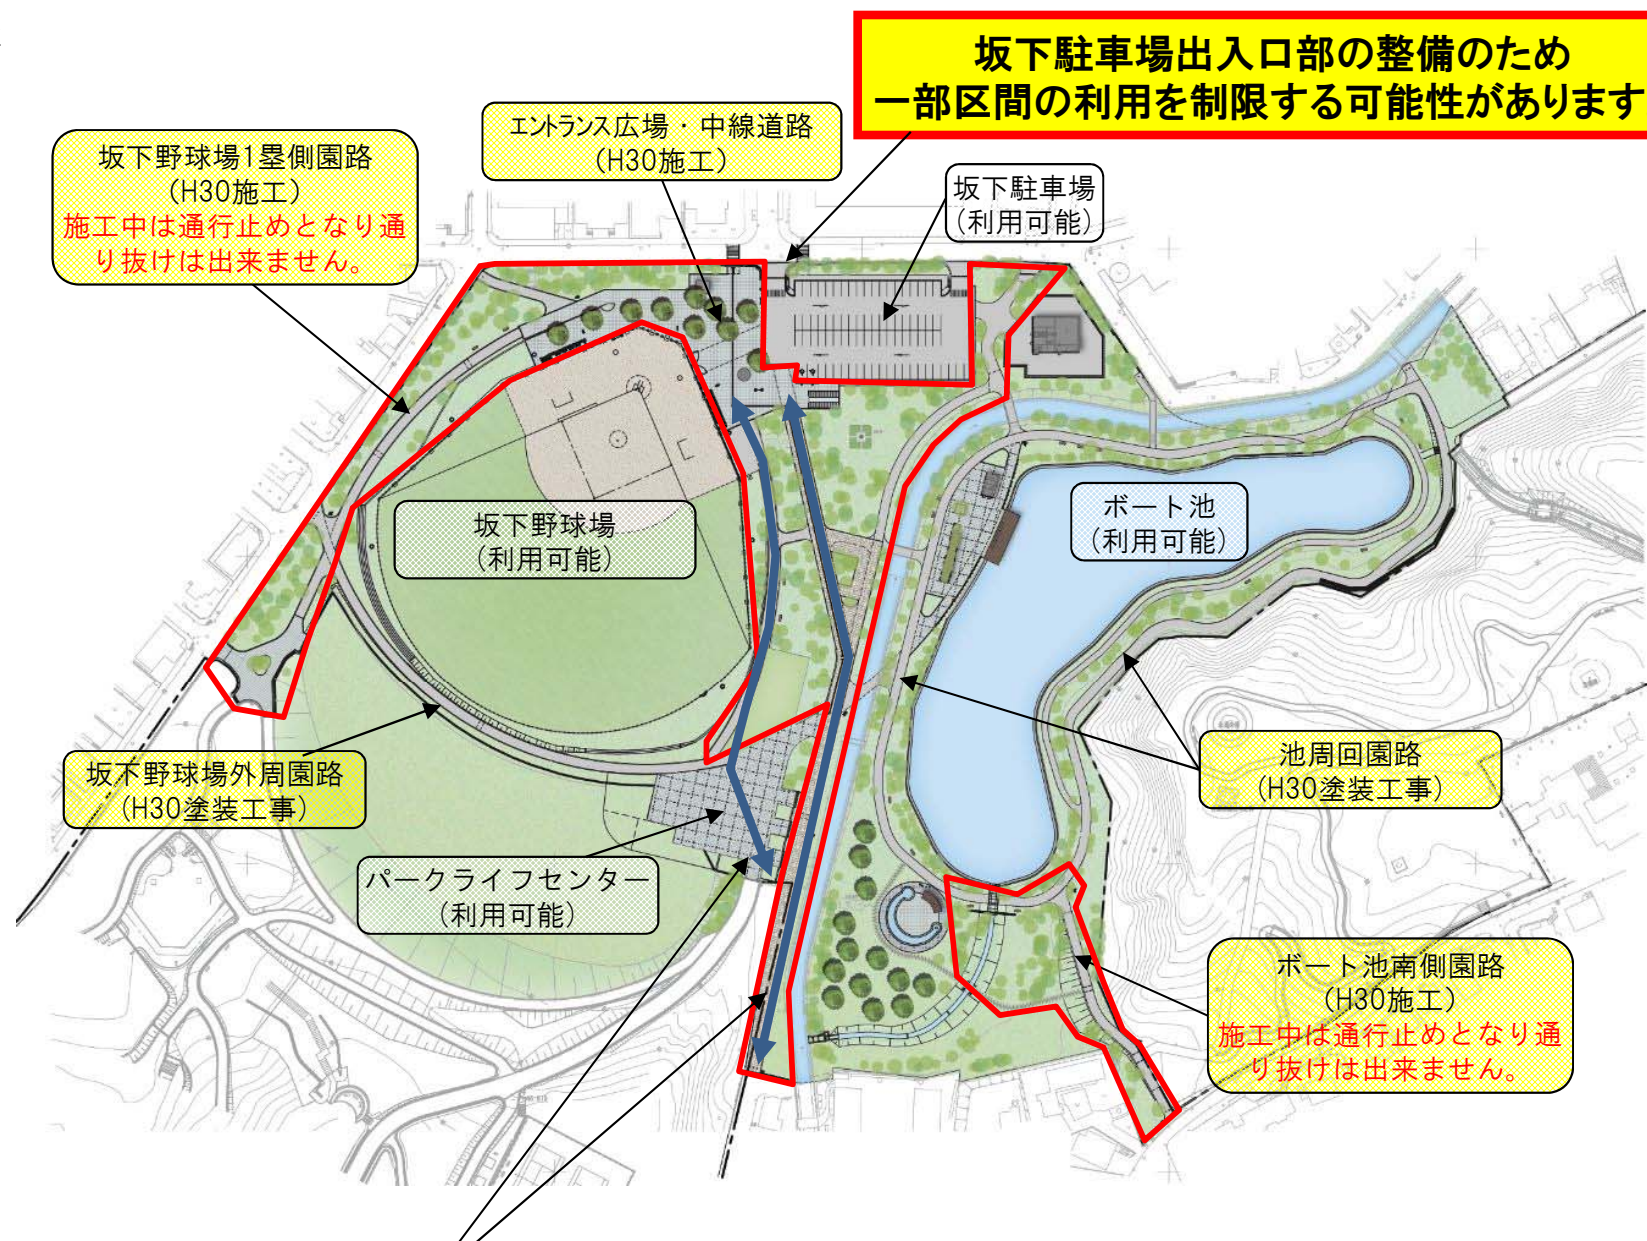 坂下駐車場出入口部の整備のため
一部区間の利用を制限する可能性があります
エントランス広場・中線道路
(H30施工)
坂下野球場1塁側園路
(H30施工)
施工中は通行止めとなり通
り抜けは出来ません。
坂下駐車場
(利用可能)
坂下野球場
(利用可能)
ボート池
(利用可能)
坂下野球場外周園路
(H30塗装工事)
池周回園路
(H30塗装工事)
パークライフセンター
(利用可能)
ボート池南側園路
(H30施工)
施工中は通行止めとなり通
り抜けは出来ません。